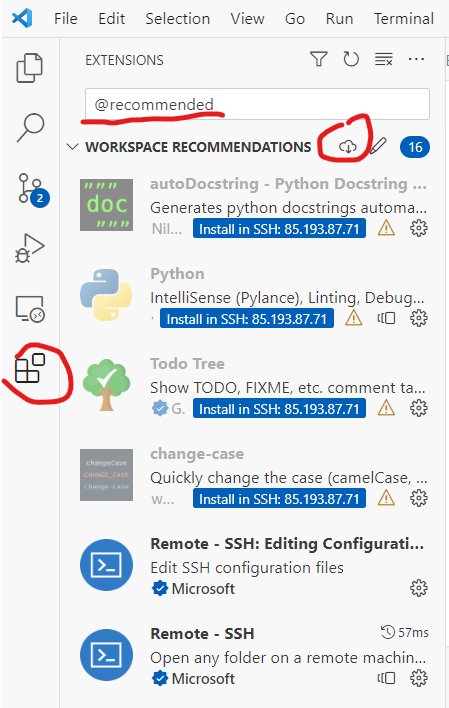 File Edit Selection View Go Run Terminal
EXTENSIONS
@recommended
WORKSPACE RECOMMENDATIONS 16
autoDocstring - Python Docstring ...
””” doc ”””
Generates python docstrings automa...
Nil... Install in SSH: 85.193.87.71
2
Python
IntelliSense (Pylance), Linting, Debug...
Install in SSH: 85.193.87.71
Todo Tree
Show TODO, FIXME, etc. comment ta...
G. Install in SSH: 85.193.87.71
change-case
changeCase
CHANGE_CASE
change-case
Quickly change the case (camelCase, ...
w... Install in SSH: 85.193.87.71
Remote - SSH: Editing Configurati...
Edit SSH configuration files
Microsoft
Remote - SSH 57ms
Open any folder on a remote machin...
Microsoft